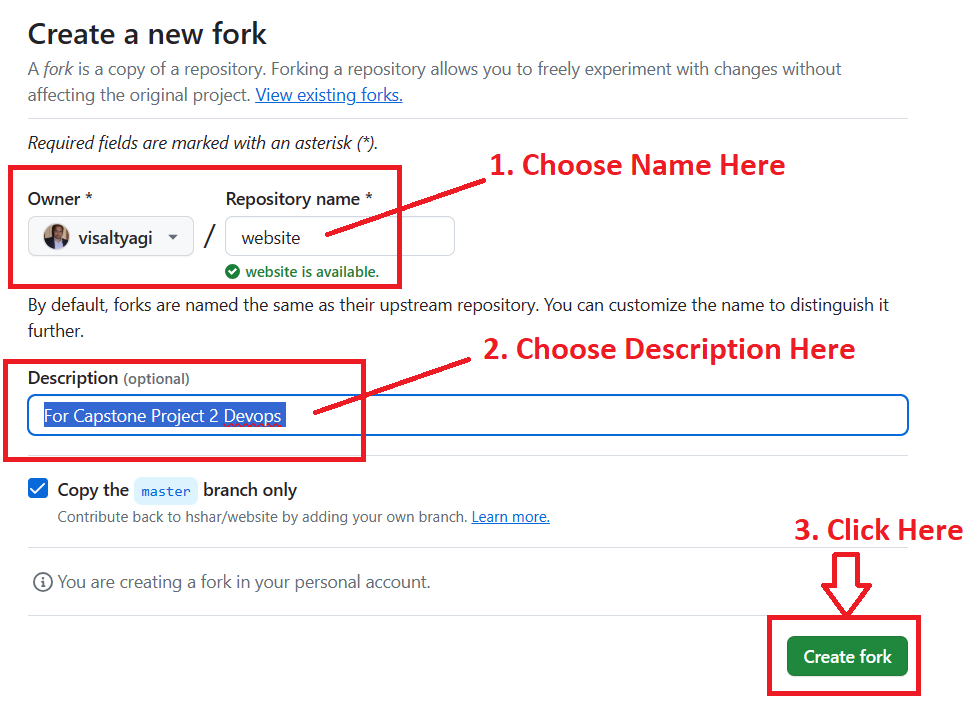 Create a new fork
A fork is a copy of a repository. Forking a repository allows you to freely experiment with changes without
affecting the original project. View existing forks.
Required fields are marked with an asterisk (*).
1. Choose Name Here
Owner *
Repository name *
visaltyagi
/
website
website is available.
By default, forks are named the same as their upstream repository. You can customize the name to distinguish it
further.
2. Choose Description Here
Description (optional)
For Capstone Project 2 Devops
Copy the master branch only
Contribute back to hshar/website by adding your own branch. Learn more.
3. Click Here
You are creating a fork in your personal account.
Create fork